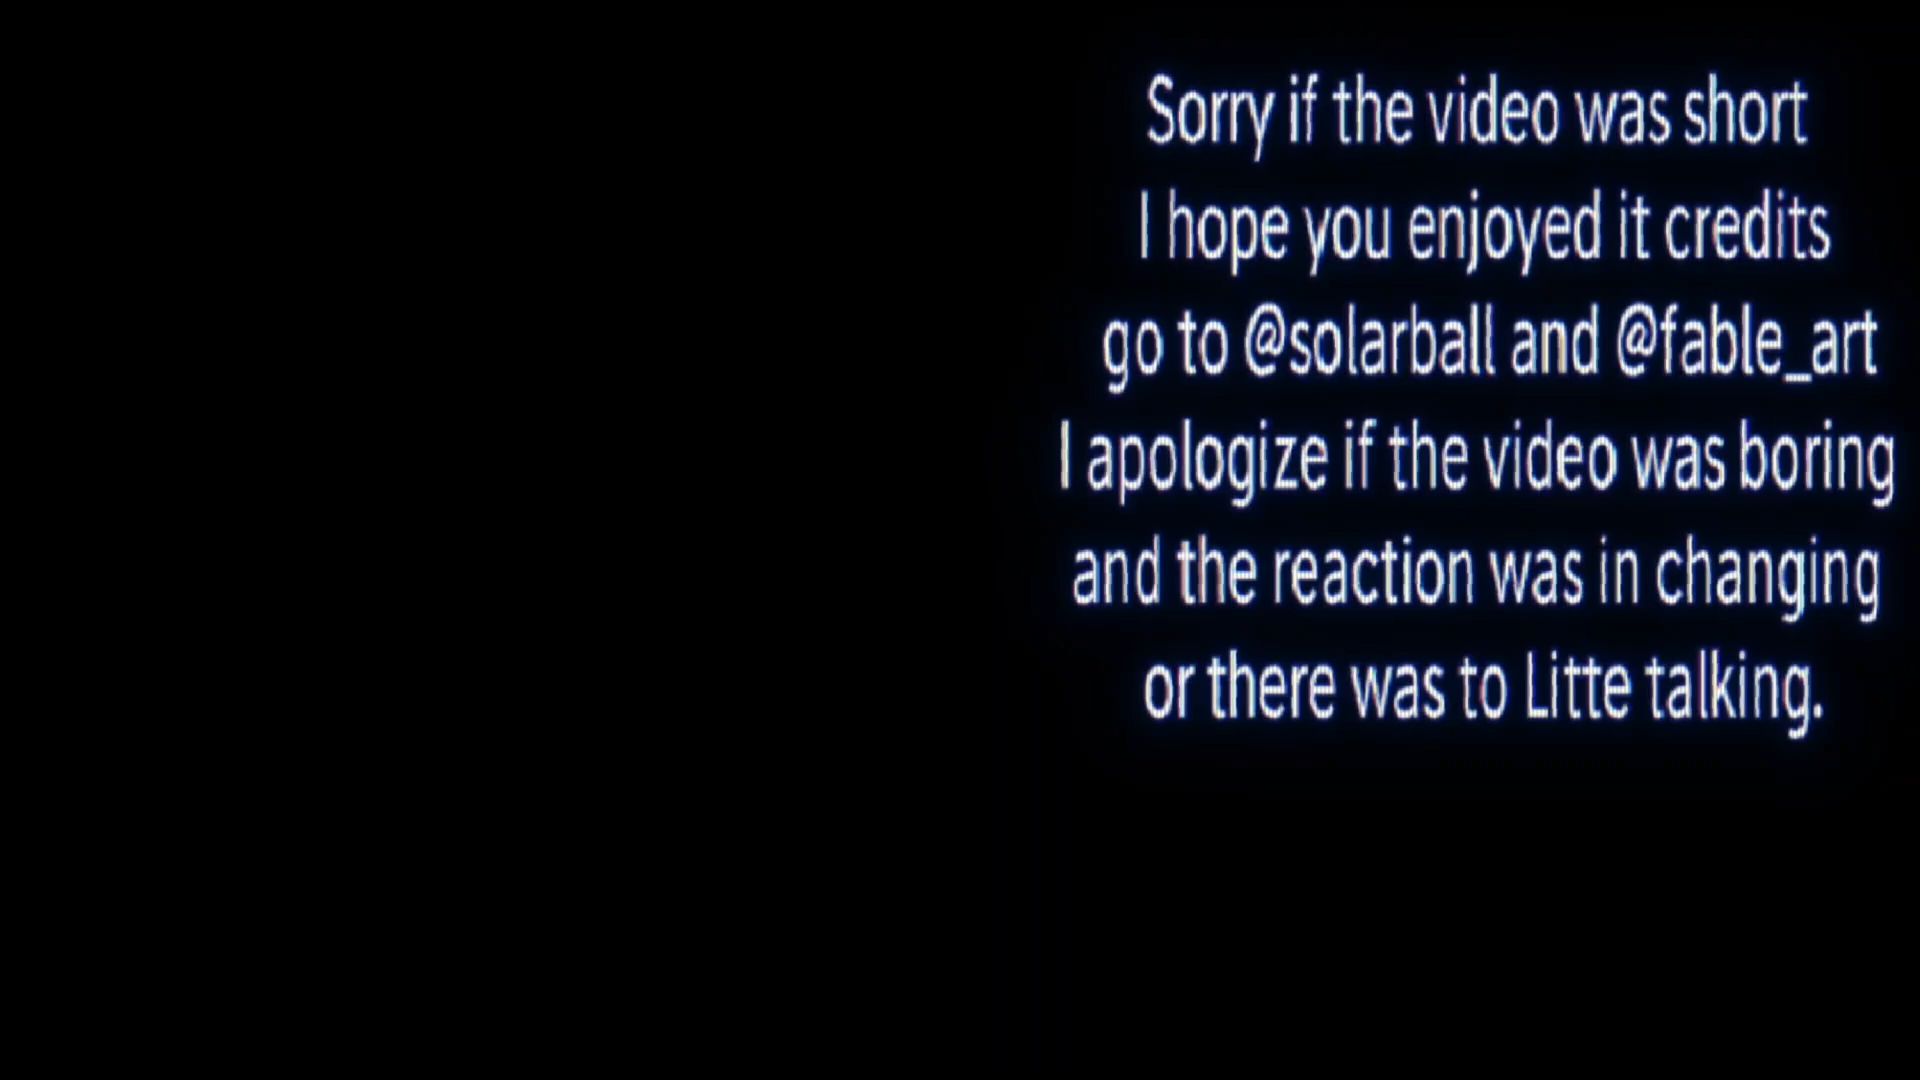 Sorry if the video was short
I hope you enjoyed it credits
go to @solarball and @fable_art
I apologize if the video was boring
and the reaction was in changing
or there was to Litte talking.